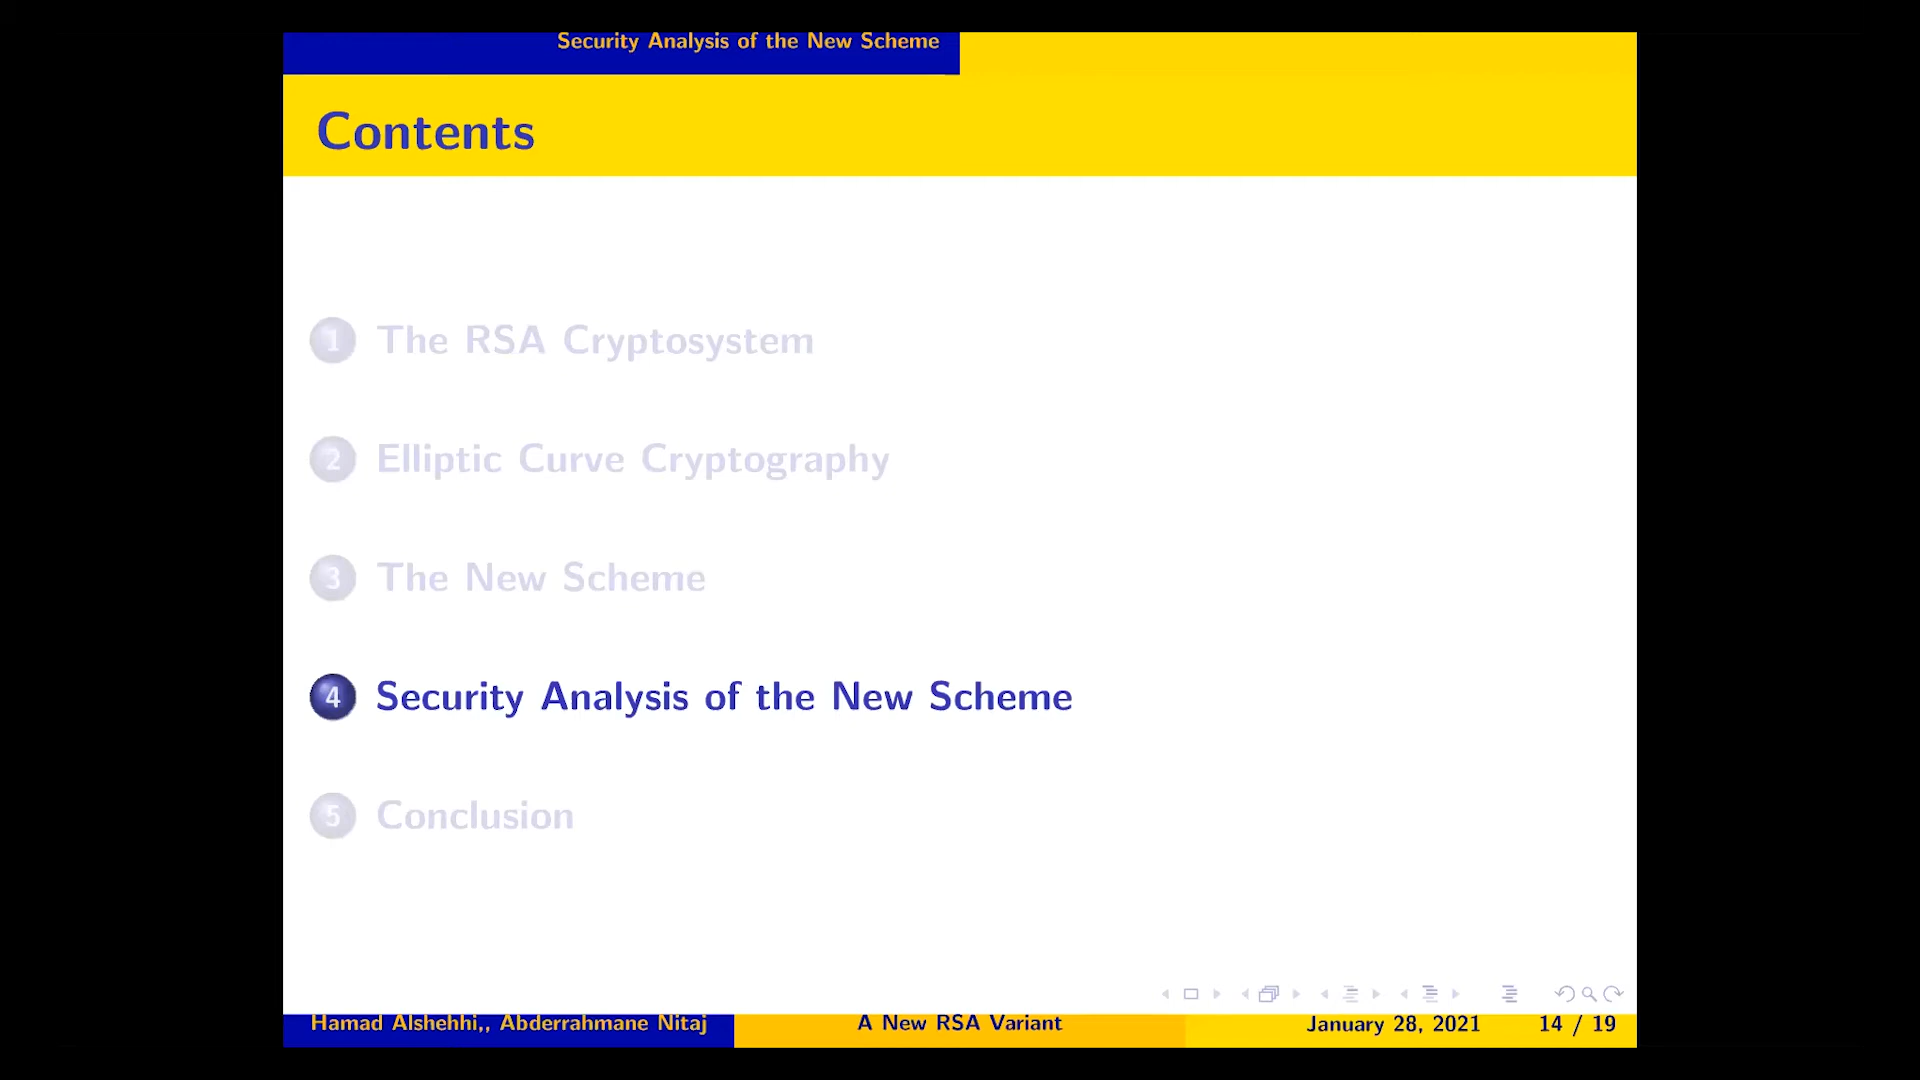 Security Analysis of the New Scheme
Contents
1 The RSA Cryptosystem
2 Elliptic Curve Cryptography
3 The New Scheme
4 Security Analysis of the New Scheme
5 Conclusion
Hamad Alshehhi,, Abderrahmane Nitaj A New RSA Variant January 28, 2021 14 / 19